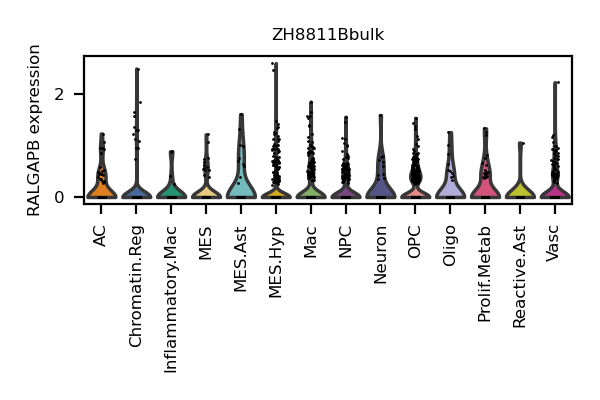 ZH8811Bbulk
RALGAPB expression
2
0
AC
Chromatin.Reg
Inflammatory.Mac
MES
MES.Ast
MES.Hyp
Mac
NPC
Neuron
OPC
Oligo
Prolif.Metab
Reactive.Ast
Vasc